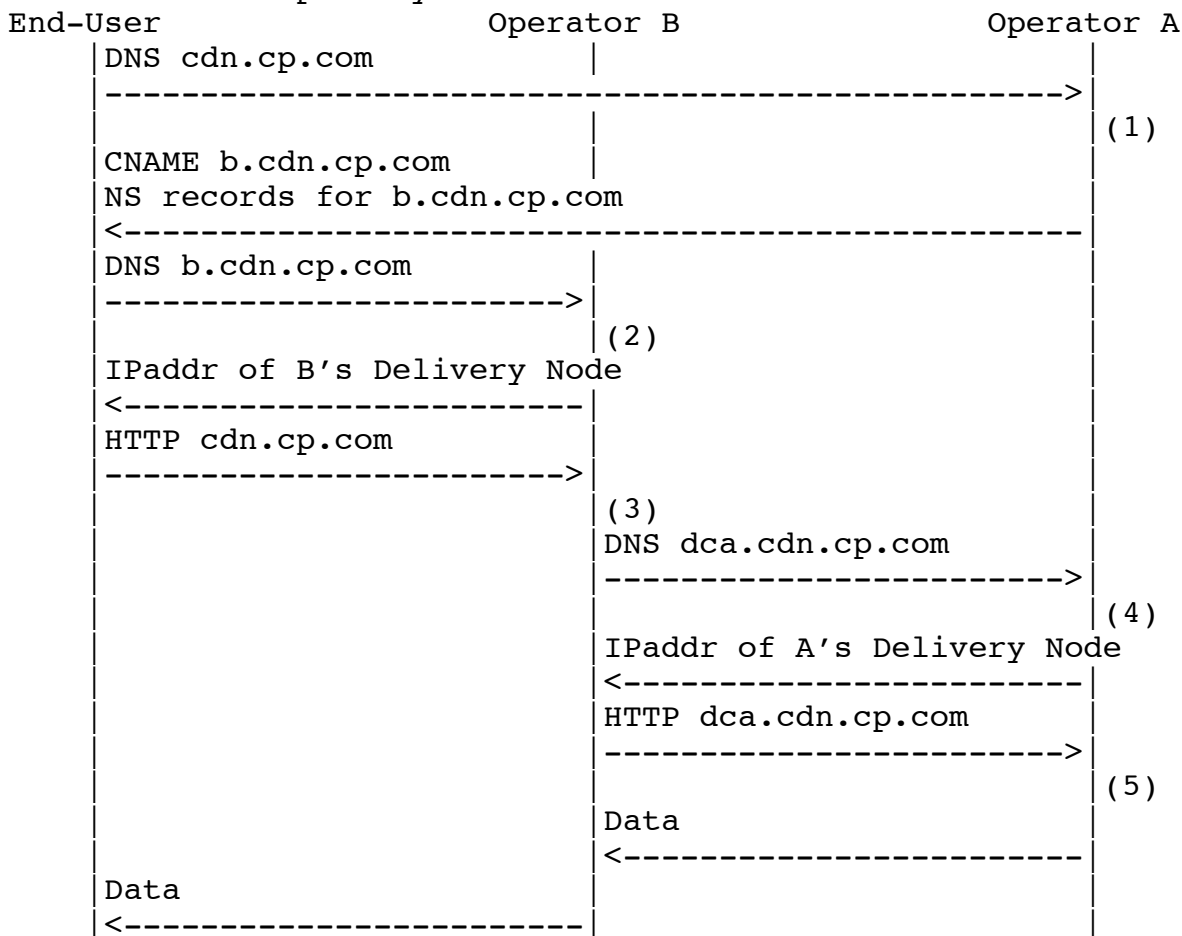 End-User Operator B Operator A
DNS cdn.cp.com
(1)
CNAME b.cdn.cp.com
NS records for b.cdn.cp.com
DNS b.cdn.cp.com
(2)
IPaddr of B's Delivery Node
HTTP cdn.cp.com
(3)
DNS dca.cdn.cp.com
(4)
IPaddr of A's Delivery Node
HTTP dca.cdn.cp.com
(5)
Data
Data